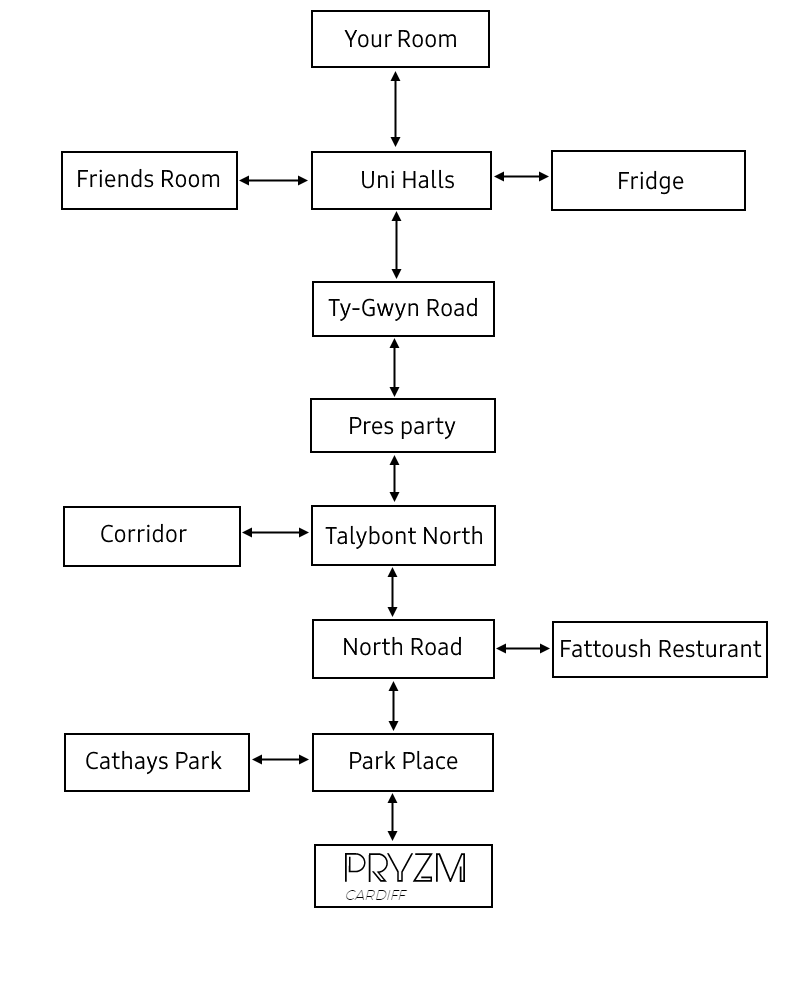 Your Room
Friends Room
Uni Halls
Fridge
Ty-Gwyn Road
Pres party
Corridor
Talybont North
North Road
Fattoush Resturant
Cathays Park
Park Place
PRYZM
CARDIFF